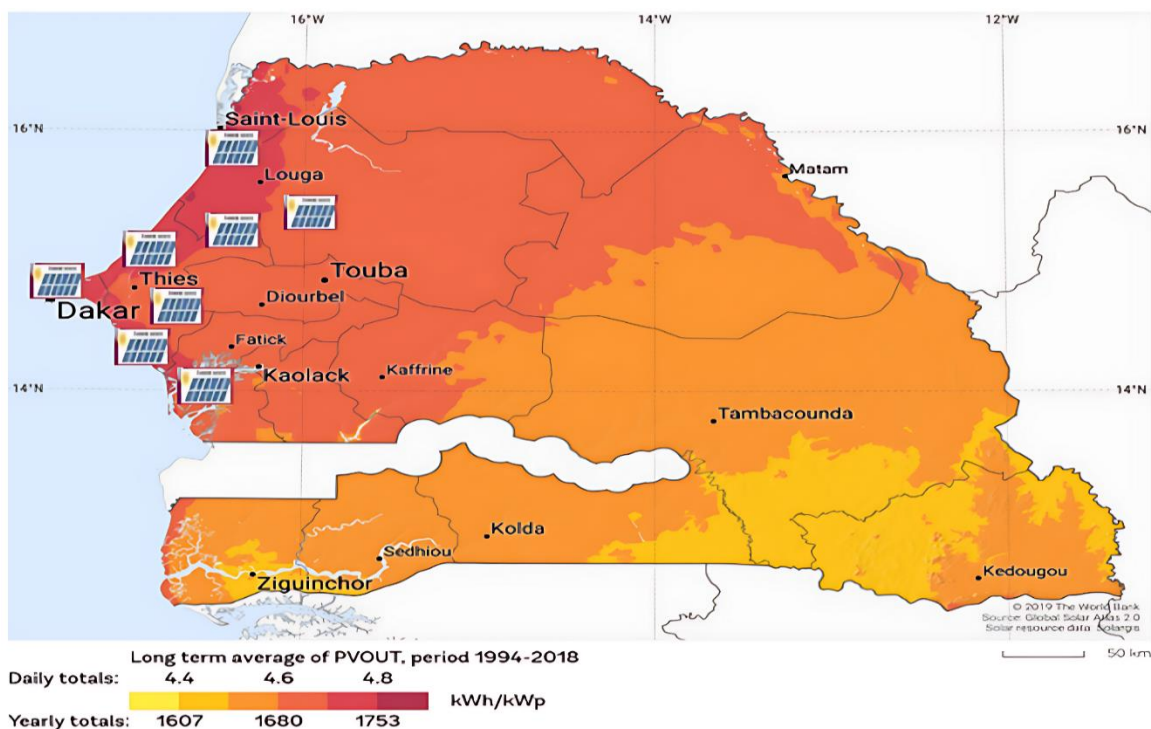 16°W 14°W 12°W
16°N 16°N
Saint-Louis
Matam
Louga
Touba
Thies
Diourbel
Dakar
Fatick
Kaolack
Kaffrine
14°N 14°N
Tambacounda
Kolda
Sedhiou
Ziguinchor
Kedougou
© 2019 The World Bank
Source: Global Solar Atlas 2.0
Solar resource data: Solargis
50 km
Long term average of PVOUT, period 1994-2018
Daily totals: 4.4 4.6 4.8
kWh/kWp
Yearly totals: 1607 1680 1753